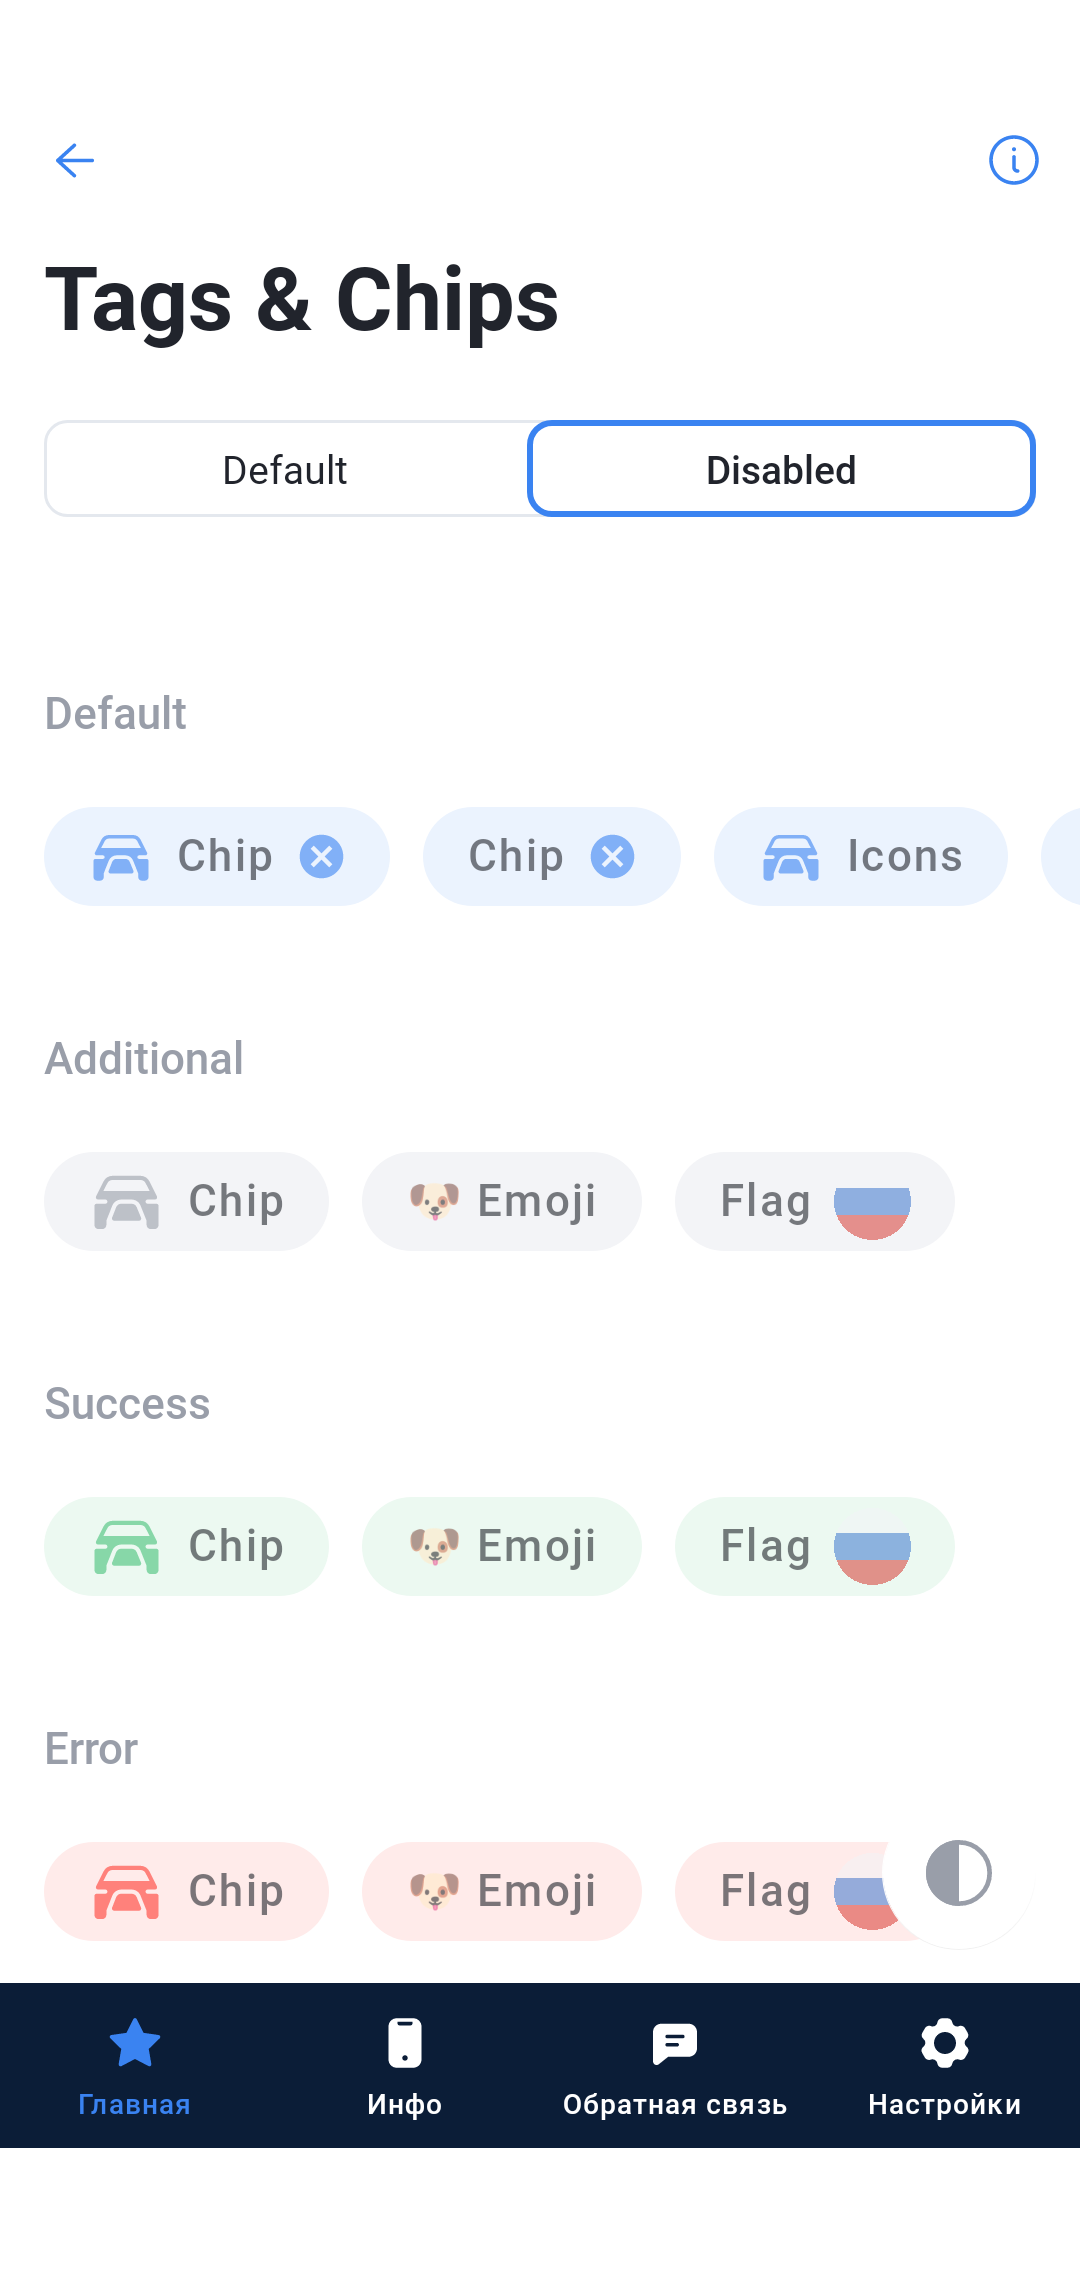 Tags & Chips
Default Disabled
Default
Chip Chip Icons
Additional
Chip Emoji Flag
Success
Chip Emoji Flag
Error
Chip Emoji Flag
Главная Инфо Обратная связь Настройки